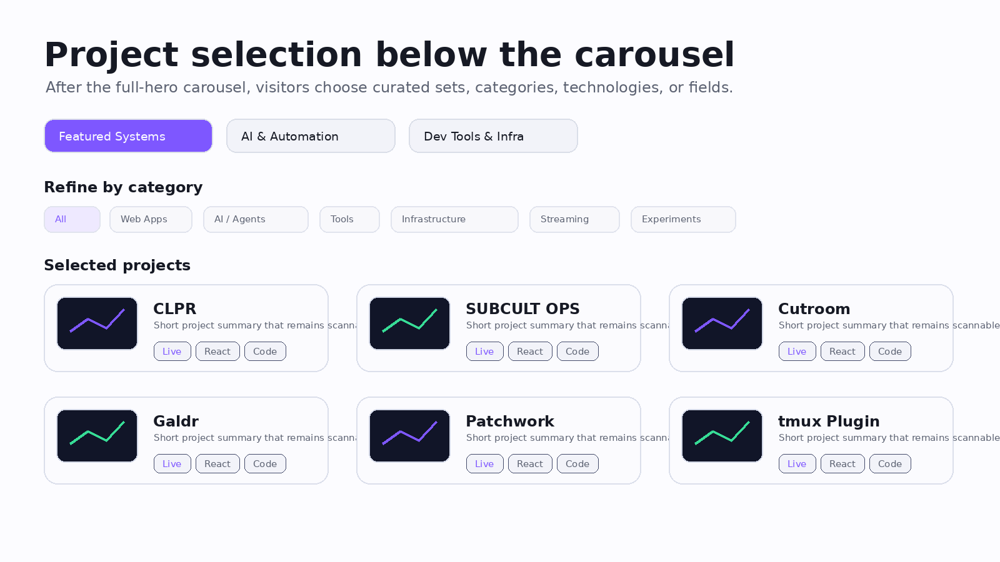 Project selection below the carousel
After the full-hero carousel, visitors choose curated sets, categories, technologies, or fields.
Featured Systems
AI & Automation
Dev Tools & Infra
Refine by category
All
Web Apps
AI / Agents
Tools
Infrastructure
Streaming
Experiments
Selected projects
CLPR
Short project summary that remains scanna
Live
React
Code
SUBCULT OPS
Short project summary that remains scanna
Live
React
Code
Cutroom
Short project summary that remains scannable
Live
React
Code
Galdr
Short project summary that remains scanna
Live
React
Code
Patchwork
Short project summary that remains scanna
Live
React
Code
tmux Plugin
Short project summary that remains scannable
Live
React
Code